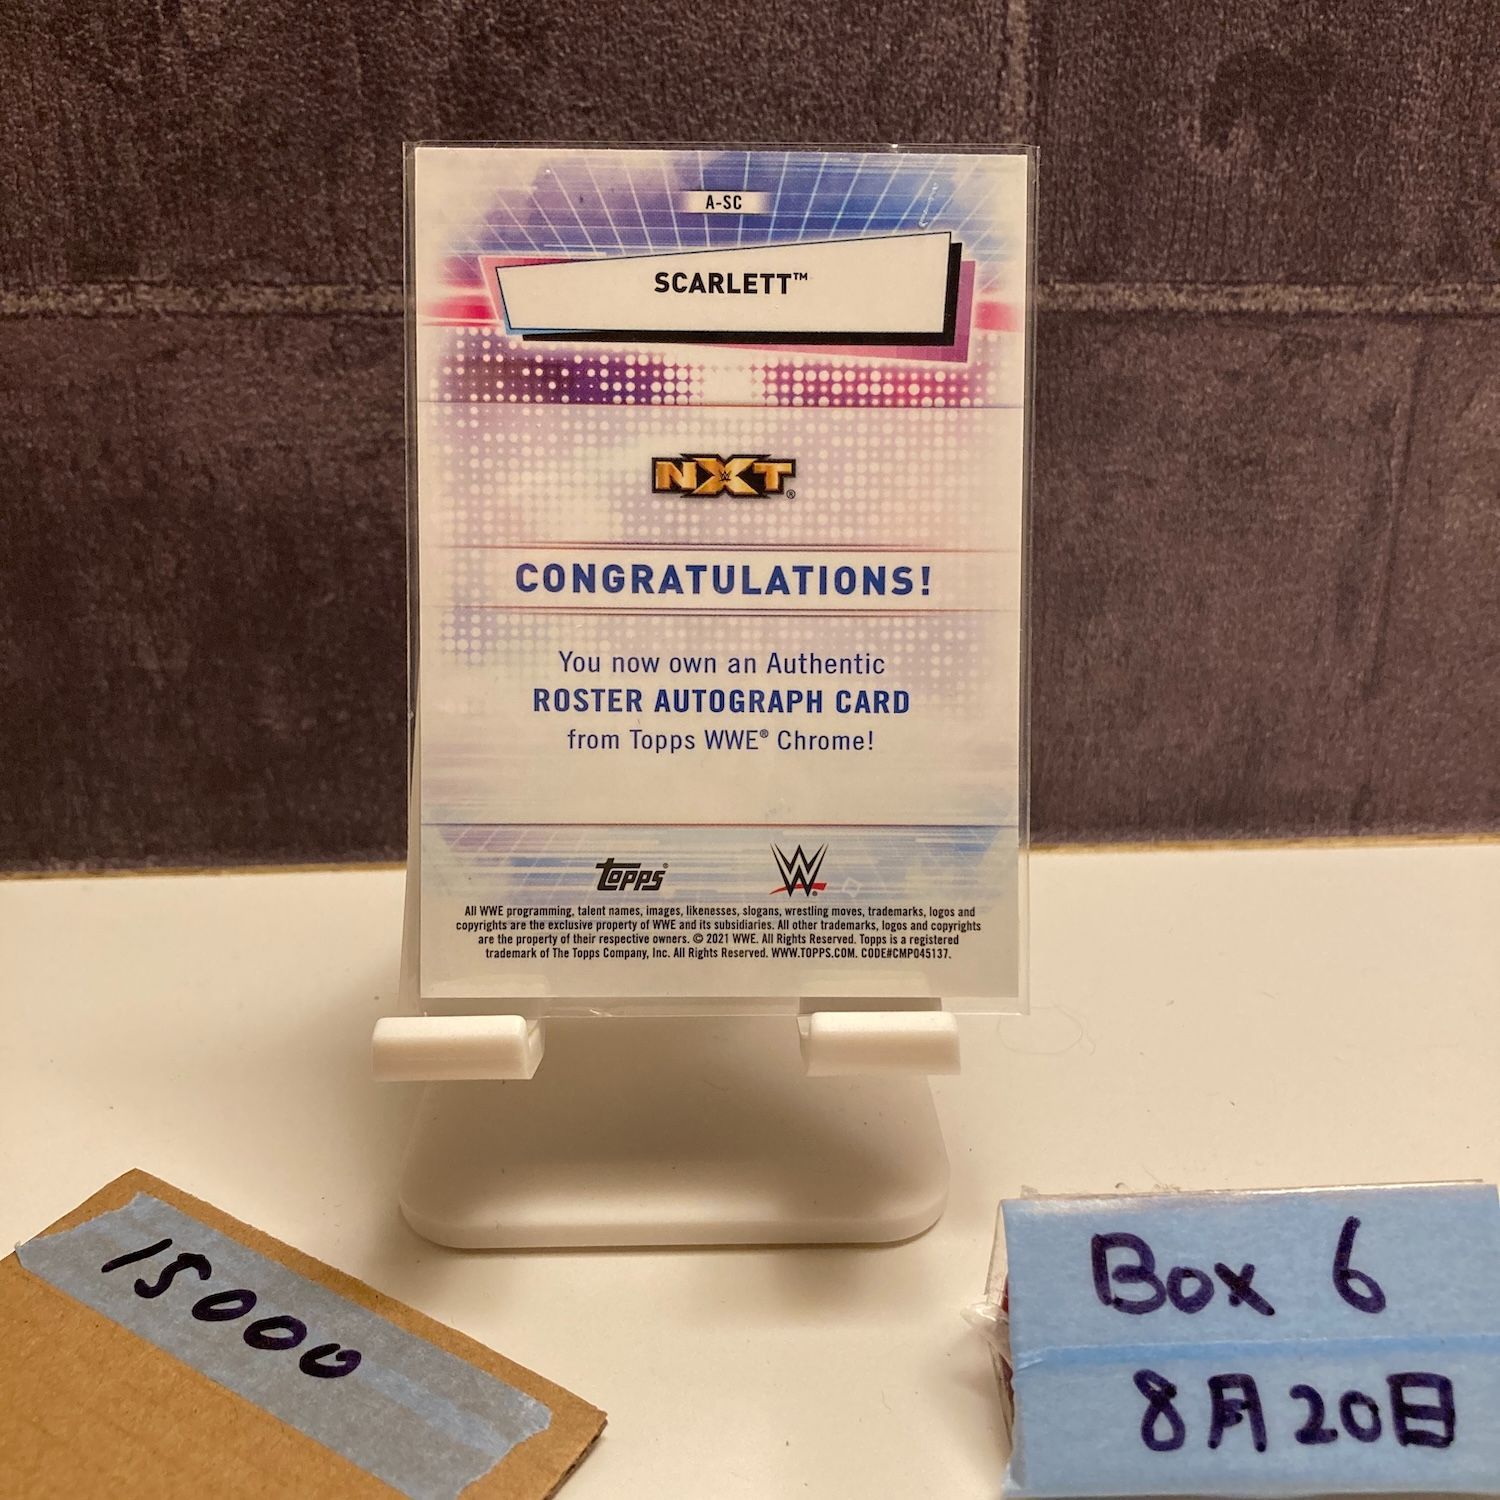 A-SC
SCARLETT™
NXT®
CONGRATULATIONS!
You now own an Authentic
ROSTER AUTOGRAPH CARD
from Topps WWE® Chrome!
topps®
W®
All WWE programming, talent names, images, likenesses, slogans, wrestling moves, trademarks, logos and
copyrights are the exclusive property of WWE and its subsidiaries. All other trademarks, logos and copyrights
are the property of their respective owners. © 2021 WWE. All Rights Reserved. Topps is a registered
trademark of The Topps Company, Inc. All Rights Reserved. WWW.TOPPS.COM. CODE#CMP045137.
15000
Box 6
8月20日